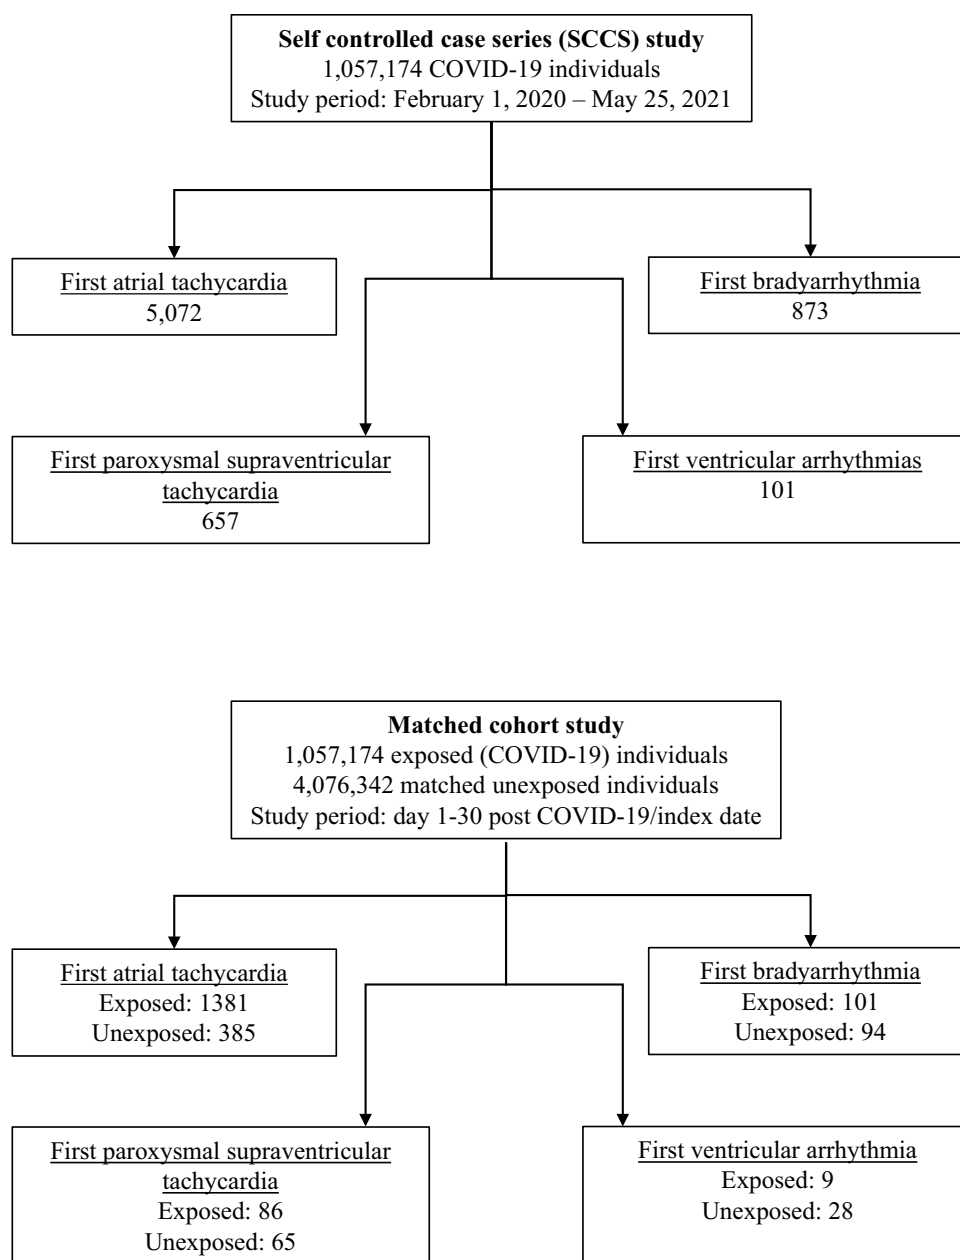 Self controlled case series (SCCS) study
1,057,174 COVID-19 individuals
Study period: February 1, 2020 – May 25, 2021
First atrial tachycardia
5,072
First bradyarrhythmia
873
First paroxysmal supraventricular
tachycardia
657
First ventricular arrhythmias
101
Matched cohort study
1,057,174 exposed (COVID-19) individuals
4,076,342 matched unexposed individuals
Study period: day 1-30 post COVID-19/index date
First atrial tachycardia
Exposed: 1381
Unexposed: 385
First bradyarrhythmia
Exposed: 101
Unexposed: 94
First paroxysmal supraventricular
tachycardia
Exposed: 86
Unexposed: 65
First ventricular arrhythmia
Exposed: 9
Unexposed: 28